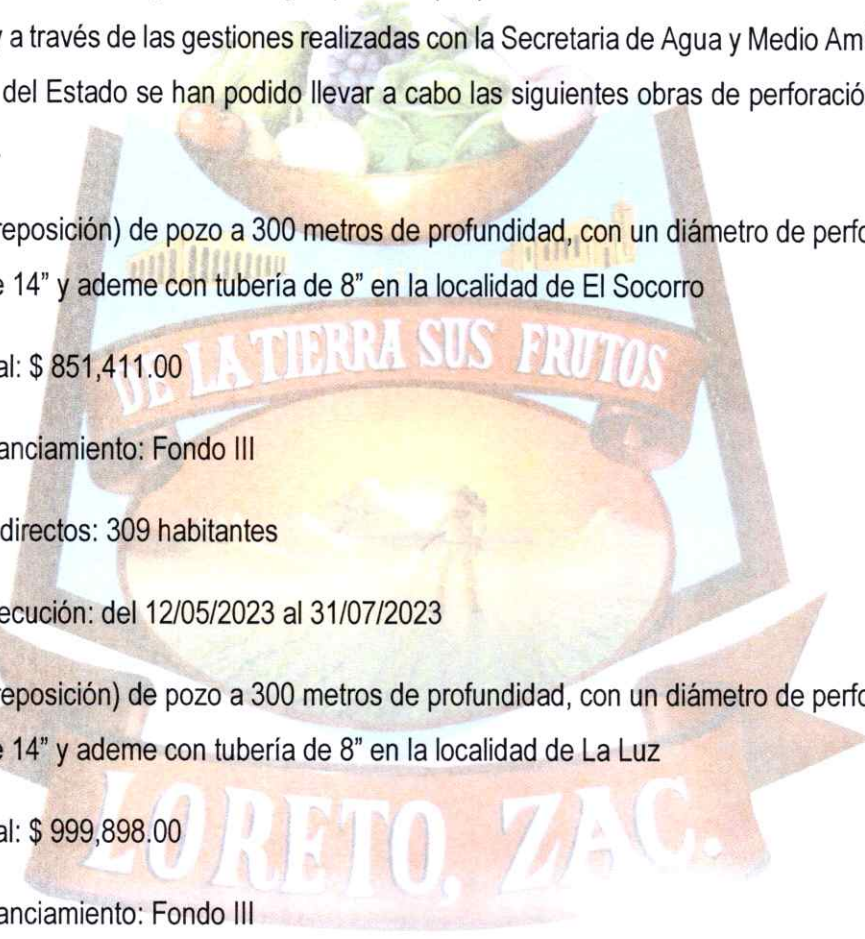 y a través de las gestiones realizadas con la Secretaria de Agua y Medio Am
del Estado se han podido llevar a cabo las siguientes obras de perforació
reposición) de pozo a 300 metros de profundidad, con un diámetro de perfo
e 14” y ademe con tubería de 8” en la localidad de El Socorro
DE LA TIERRA SUS FRUTOS
al: $ 851,411.00
anciamiento: Fondo III
directos: 309 habitantes
ecución: del 12/05/2023 al 31/07/2023
reposición) de pozo a 300 metros de profundidad, con un diámetro de perfo
e 14” y ademe con tubería de 8” en la localidad de La Luz
LORETO, ZAC.
al: $ 999,898.00
anciamiento: Fondo III